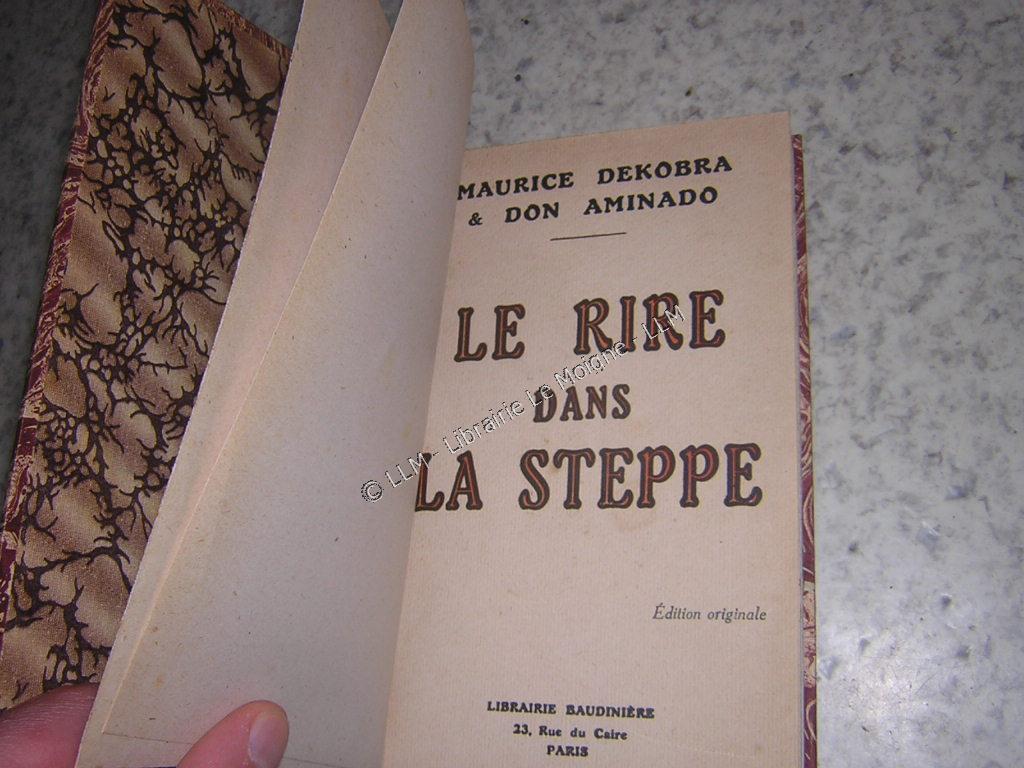 MAURICE DEKOBRA
& DON AMINADO
LE RIRE
DANS
LA STEPPE
Édition originale
LIBRAIRIE BAUDINIÈRE
23, Rue du Caire
PARIS
© LLM - Librairie Le Moigne - LLM